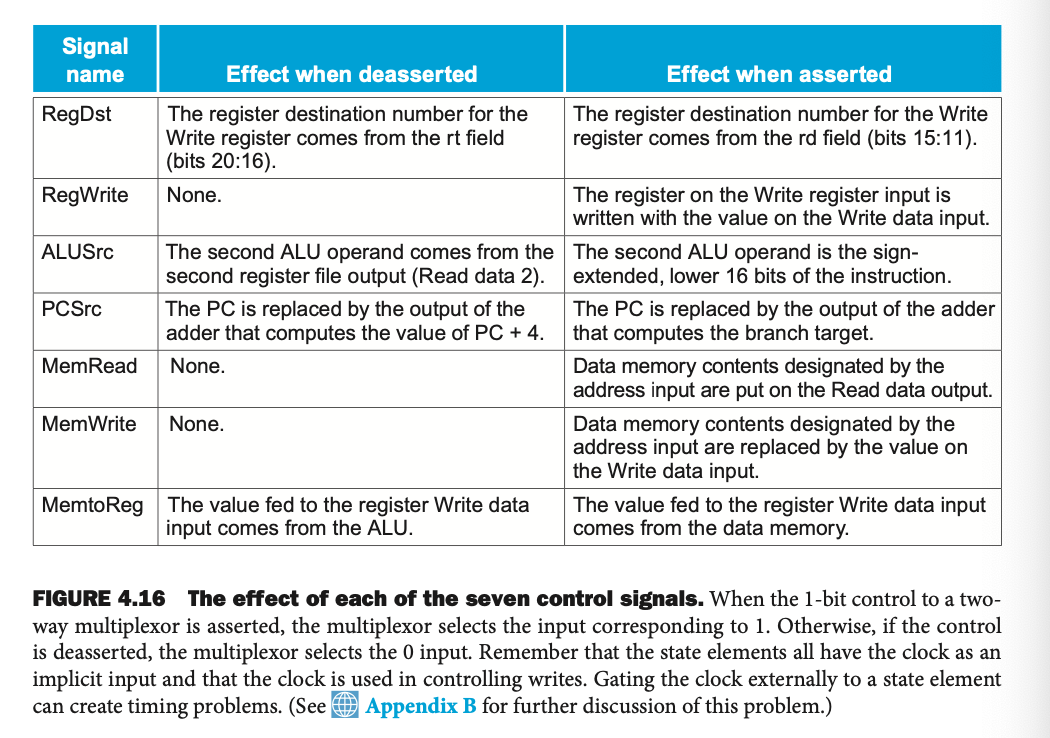 Signal
name
Effect when deasserted
Effect when asserted
RegDst
The register destination number for the
Write register comes from the rt field
(bits 20:16).
The register destination number for the Write
register comes from the rd field (bits 15:11).
RegWrite
None.
The register on the Write register input is
written with the value on the Write data input.
ALUSrc
The second ALU operand comes from the
second register file output (Read data 2).
The second ALU operand is the sign-
extended, lower 16 bits of the instruction.
PCSrc
The PC is replaced by the output of the
adder that computes the value of PC + 4.
The PC is replaced by the output of the adder
that computes the branch target.
MemRead
None.
Data memory contents designated by the
address input are put on the Read data output.
MemWrite
None.
Data memory contents designated by the
address input are replaced by the value on
the Write data input.
MemtoReg
The value fed to the register Write data
input comes from the ALU.
The value fed to the register Write data input
comes from the data memory.
FIGURE 4.16 The effect of each of the seven control signals. When the 1-bit control to a two-
way multiplexor is asserted, the multiplexor selects the input corresponding to 1. Otherwise, if the control
is deasserted, the multiplexor selects the 0 input. Remember that the state elements all have the clock as an
implicit input and that the clock is used in controlling writes. Gating the clock externally to a state element
can create timing problems. (See Appendix B for further discussion of this problem.)